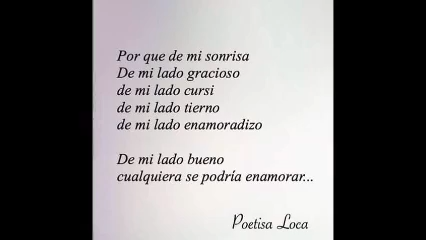 Por que de mi sonrisa
De mi lado gracioso
de mi lado cursi
de mi lado tierno
de mi lado enamoradizo
De mi lado bueno
cualquiera se podría enamorar...
Poetisa Loca